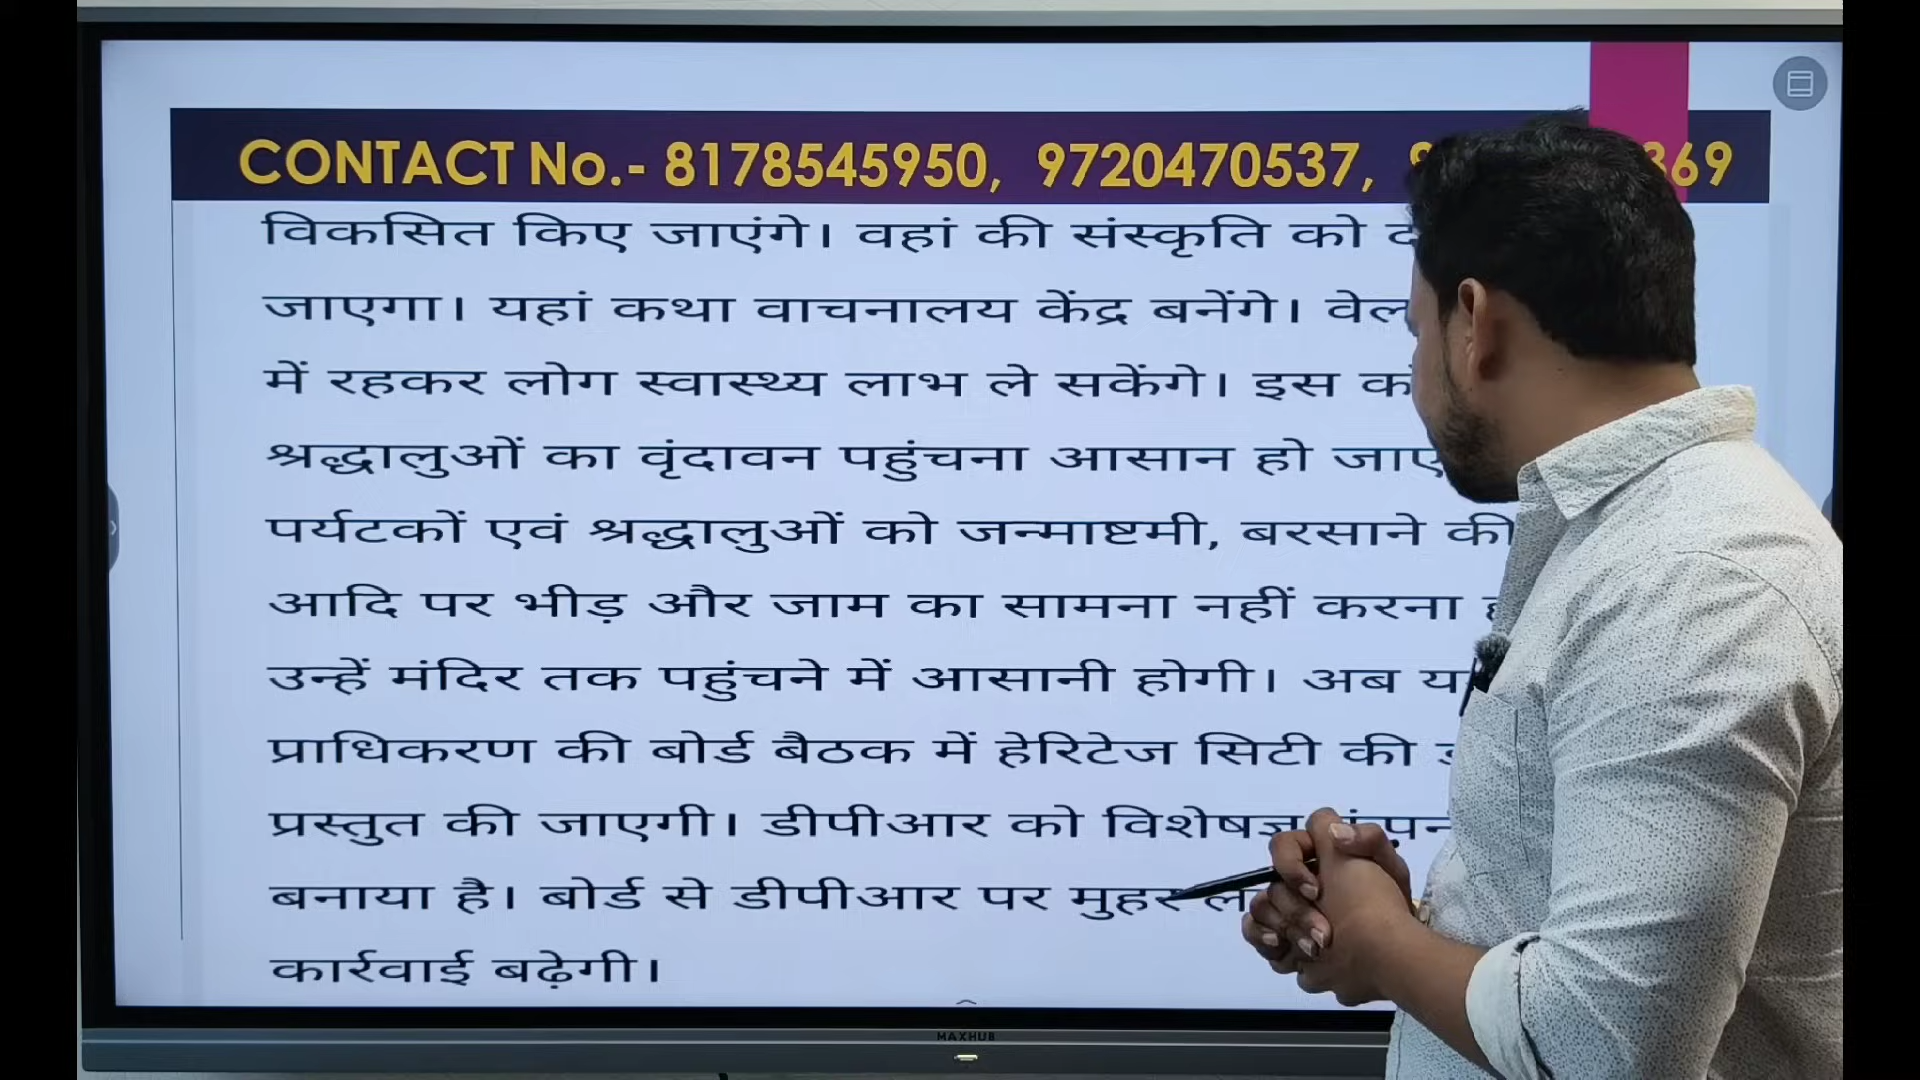 CONTACT No.- 8178545950, 9720470537,
विकसित किए जाएंगे। वहां की संस्कृति को
जाएगा। यहां कथा वाचनालय केंद्र बनेंगे।
में रहकर लोग स्वास्थ्य लाभ ले सकेंगे। इस
श्रद्धालुओं का वृंदावन पहुंचना आसान हो
पर्यटकों एवं श्रद्धालुओं को जन्माष्टमी, बरसाने की
आदि पर भीड़ और जाम का सामना नहीं करना
उन्हें मंदिर तक पहुंचने में आसानी होगी। अब
प्राधिकरण की बोर्ड बैठक में हेरिटेज सिटी की
प्रस्तुत की जाएगी। डीपीआर को विशेषज्ञ
बनाया है। बोर्ड से डीपीआर पर मुहर
कार्रवाई बढ़ेगी।
MAXHUB